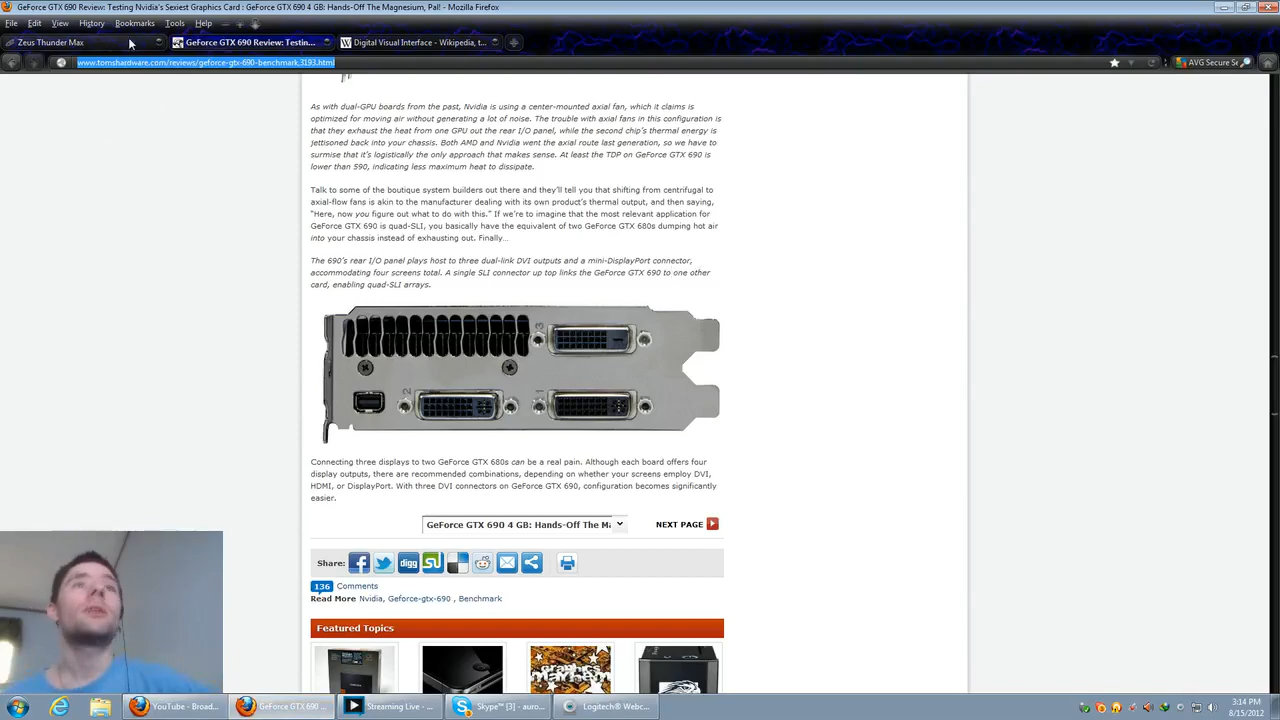 GeForce GTX 690 Review: Testing Nvidia's Sexiest Graphics Card : GeForce GTX 690 4 GB: Hands-Off The Magnesium, Pal! - Mozilla Firefox
File Edit View History Bookmarks Tools Help
Zeus Thunder Max
GeForce GTX 690 Review: Testin...
Digital Visual Interface - Wikipedia, t...
www.tomshardware.com/reviews/geforce-gtx-690-benchmark,3193.html
AVG Secure Se
As with dual-GPU boards from the past, Nvidia is using a center-mounted axial fan, which it claims is
optimized for moving air without generating a lot of noise. The trouble with axial fans in this configuration is
that they exhaust the heat from one GPU out the rear I/O panel, while the second chip's thermal energy is
jettisoned back into your chassis. Both AMD and Nvidia went the axial route last generation, so we have to
surmise that it's logistically the only approach that makes sense. At least the TDP on GeForce GTX 690 is
lower than 590, indicating less maximum heat to dissipate.
Talk to some of the boutique system builders out there and they'll tell you that shifting from centrifugal to
axial-flow fans is akin to the manufacturer dealing with its own product's thermal output, and then saying,
"Here, now you figure out what to do with this." If we're to imagine that the most relevant application for
GeForce GTX 690 is quad-SLI, you basically have the equivalent of two GeForce GTX 680s dumping hot air
into your chassis instead of exhausting out. Finally...
The 690's rear I/O panel plays host to three dual-link DVI outputs and a mini-DisplayPort connector,
accommodating four screens total. A single SLI connector up top links the GeForce GTX 690 to one other
card, enabling quad-SLI arrays.
3
2
1
Connecting three displays to two GeForce GTX 680s can be a real pain. Although each board offers four
display outputs, there are recommended combinations, depending on whether your screens employ DVI,
HDMI, or DisplayPort. With three DVI connectors on GeForce GTX 690, configuration becomes significantly
easier.
GeForce GTX 690 4 GB: Hands-Off The Ma
NEXT PAGE
Share:
digg
136 Comments
Read More Nvidia, Geforce-gtx-690 , Benchmark
Featured Topics
YouTube - Broad...
GeForce GTX 690 ...
Streaming Live - ...
Skype™ [3] - auro...
Logitech® Webc...
3:14 PM
8/15/2012